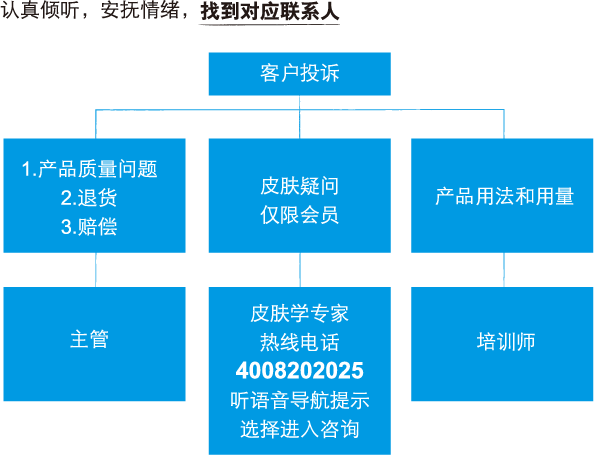 认真倾听，安抚情绪，找到对应联系人
客户投诉
1.产品质量问题
2.退货
3.赔偿
皮肤疑问
仅限会员
产品用法和用量
主管
皮肤学专家
热线电话
4008202025
听语音导航提示
选择进入咨询
培训师